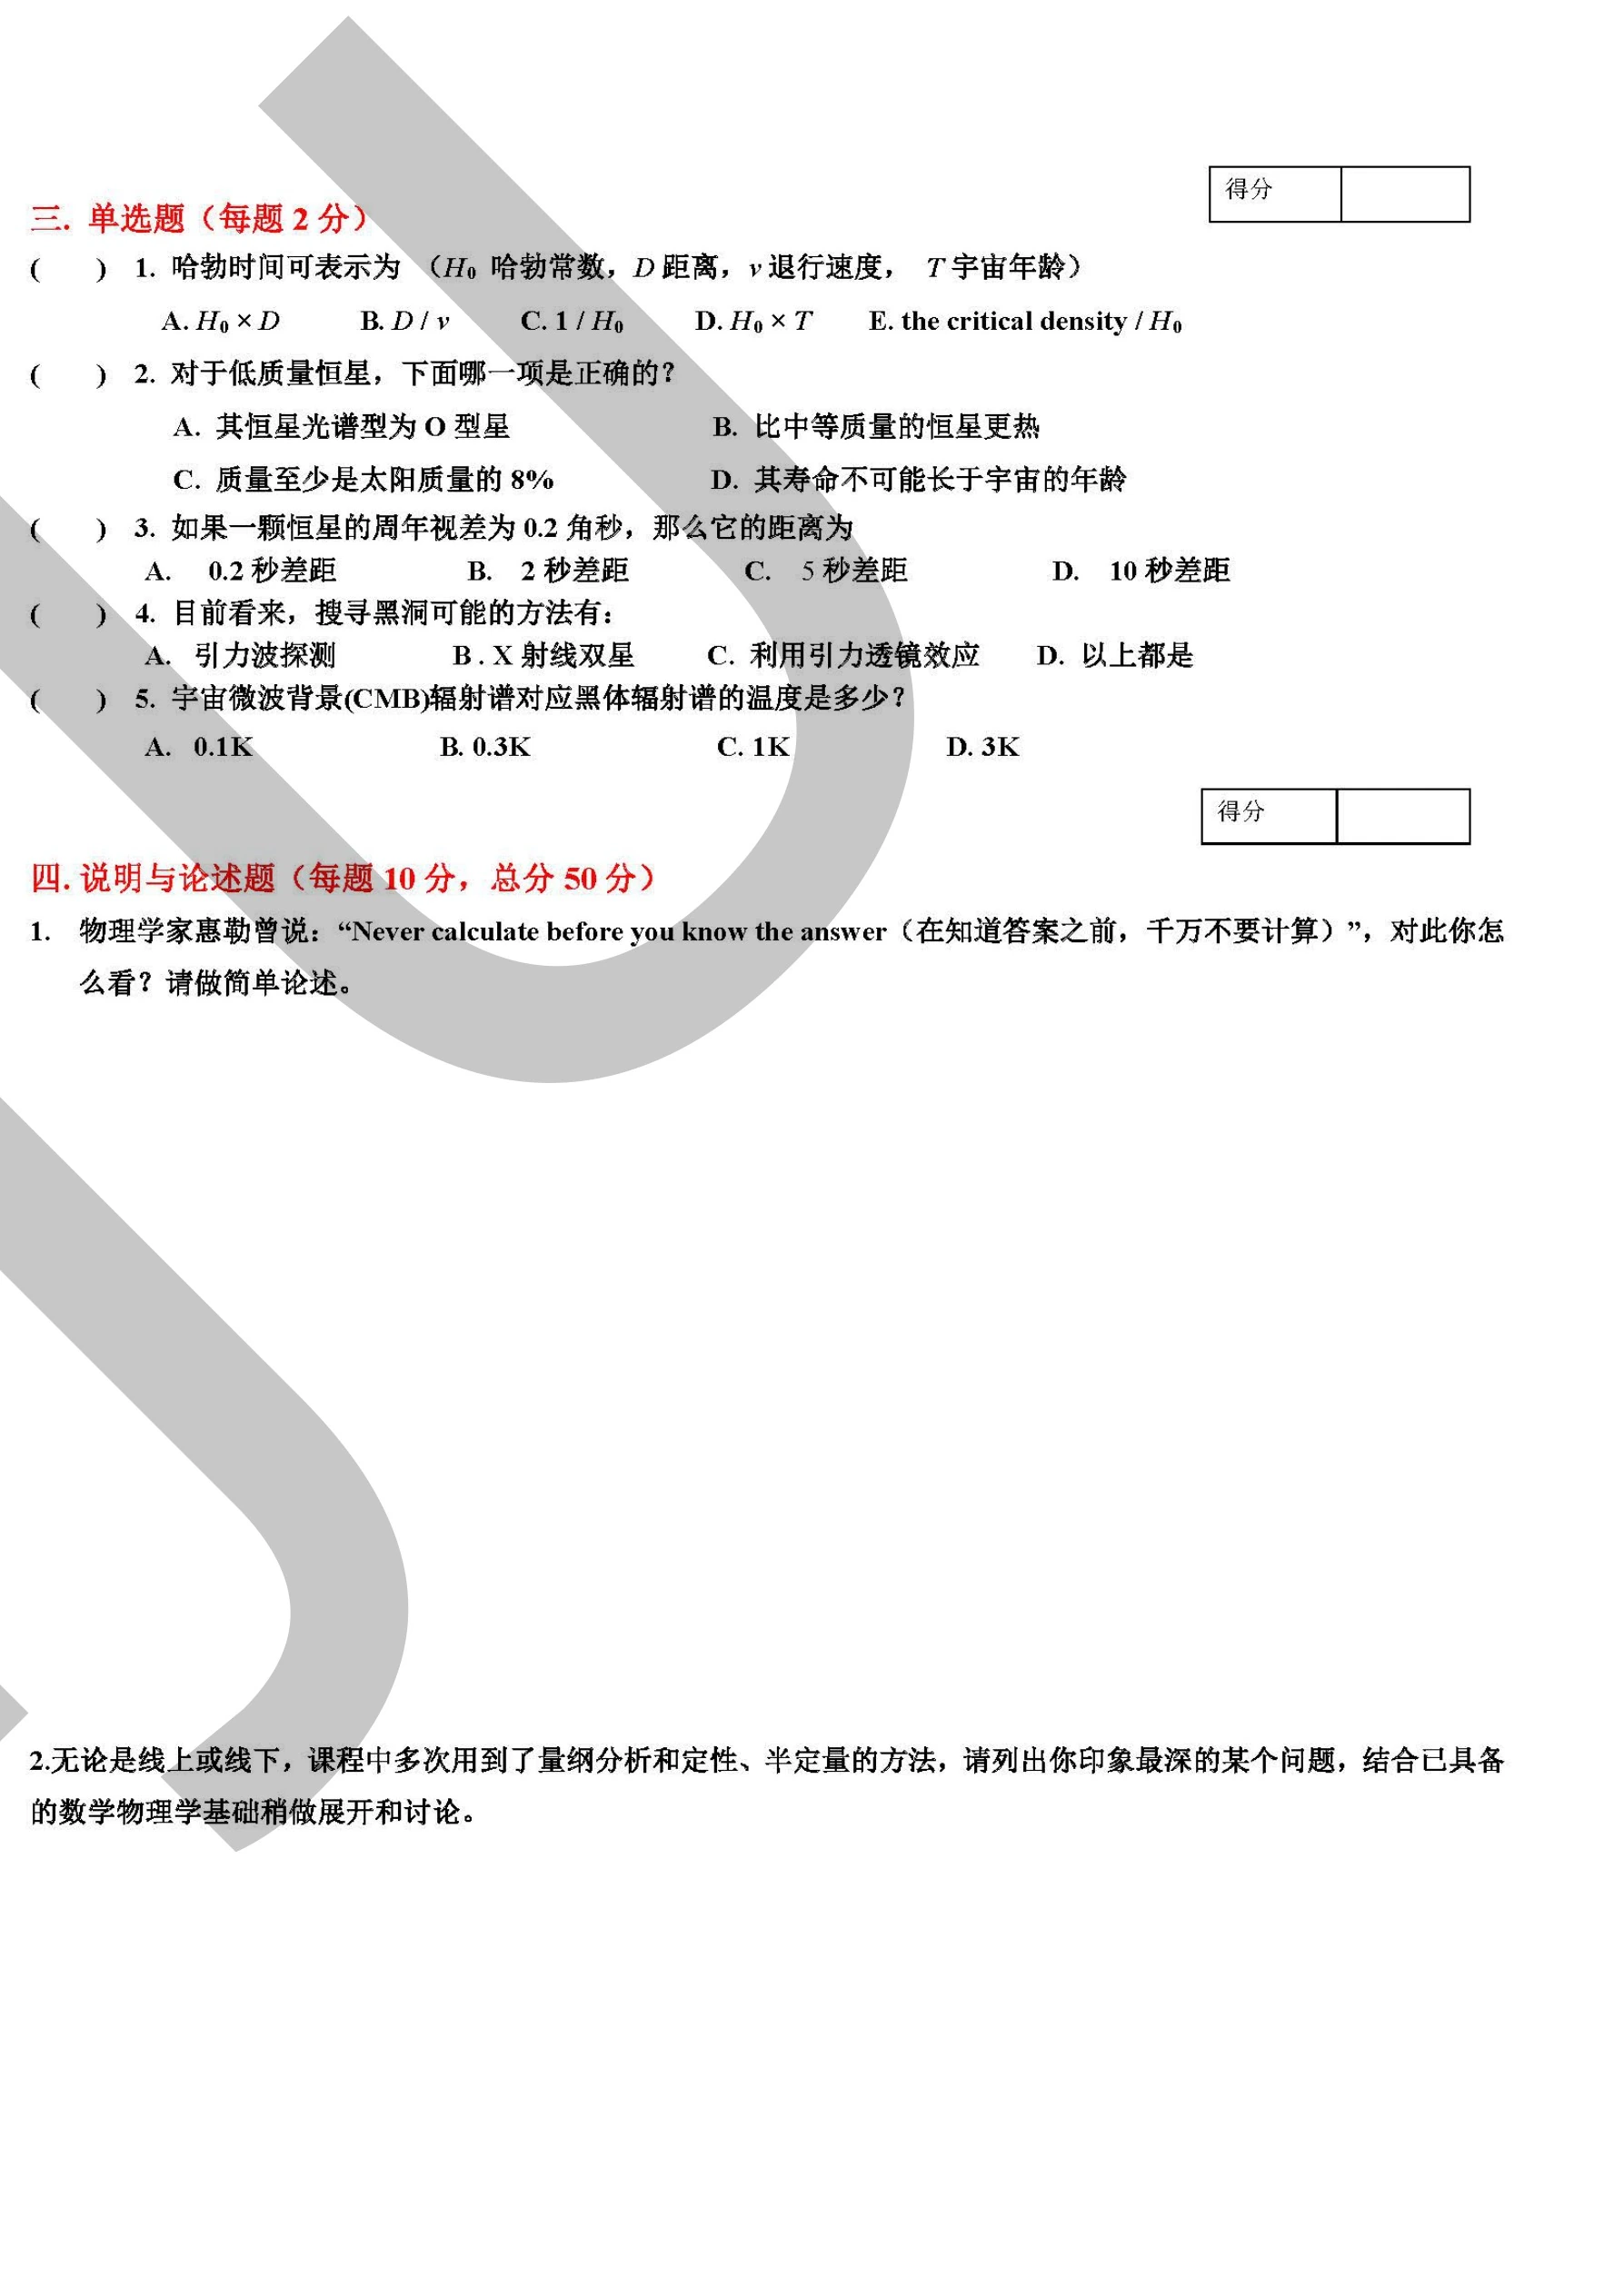 得分
三. 单选题（每题 2 分）
(　　) 1. 哈勃时间可表示为 （H₀ 哈勃常数，D 距离，v 退行速度， T 宇宙年龄）
A. H₀ × D　B. D / v　C. 1 / H₀　D. H₀ × T　E. the critical density / H₀
(　　) 2. 对于低质量恒星，下面哪一项是正确的？
A. 其恒星光谱型为 O 型星　B. 比中等质量的恒星更热
C. 质量至少是太阳质量的 8%　D. 其寿命不可能长于宇宙的年龄
(　　) 3. 如果一颗恒星的周年视差为 0.2 角秒，那么它的距离为
A. 0.2 秒差距　B. 2 秒差距　C. 5 秒差距　D. 10 秒差距
(　　) 4. 目前看来，搜寻黑洞可能的方法有：
A. 引力波探测　B . X 射线双星　C. 利用引力透镜效应　D. 以上都是
(　　) 5. 宇宙微波背景(CMB)辐射谱对应黑体辐射谱的温度是多少？
A. 0.1K　B. 0.3K　C. 1K　D. 3K
得分
四. 说明与论述题（每题 10 分，总分 50 分）
1. 物理学家惠勒曾说：“Never calculate before you know the answer（在知道答案之前，千万不要计算）”，对此你怎
么看？请做简单论述。
2.无论是线上或线下，课程中多次用到了量纲分析和定性、半定量的方法，请列出你印象最深的某个问题，结合已具备
的数学物理学基础稍做展开和讨论。